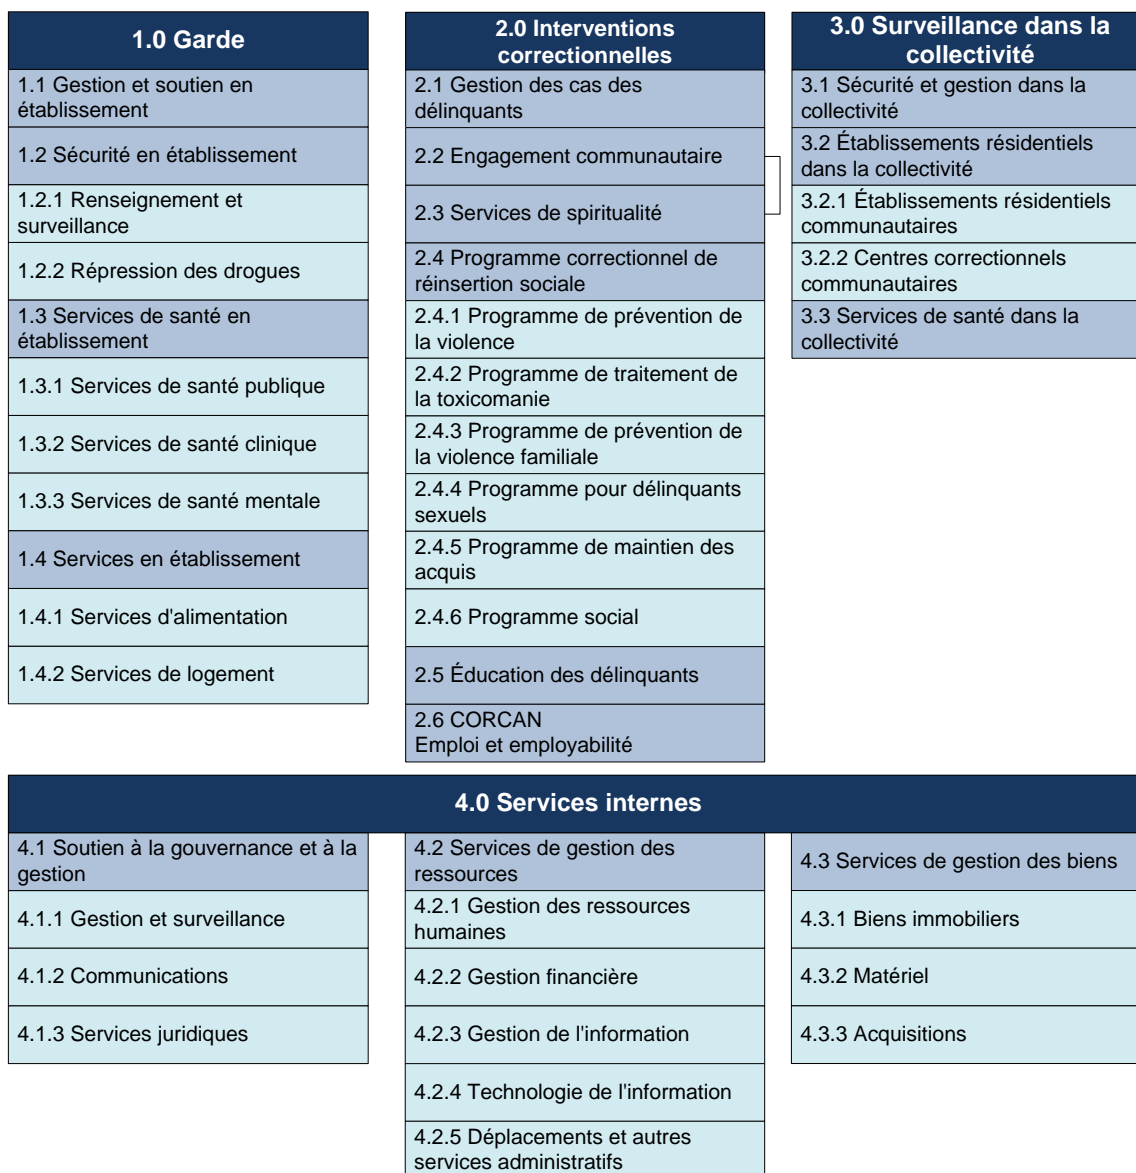 1.0 Garde
1.1 Gestion et soutien en
établissement
1.2 Sécurité en établissement
1.2.1 Renseignement et
surveillance
1.2.2 Répression des drogues
1.3 Services de santé en
établissement
1.3.1 Services de santé publique
1.3.2 Services de santé clinique
1.3.3 Services de santé mentale
1.4 Services en établissement
1.4.1 Services d'alimentation
1.4.2 Services de logement
2.0 Interventions
correctionnelles
2.1 Gestion des cas des
délinquants
2.2 Engagement communautaire
2.3 Services de spiritualité
2.4 Programme correctionnel de
réinsertion sociale
2.4.1 Programme de prévention de
la violence
2.4.2 Programme de traitement de
la toxicomanie
2.4.3 Programme de prévention de
la violence familiale
2.4.4 Programme pour délinquants
sexuels
2.4.5 Programme de maintien des
acquis
2.4.6 Programme social
2.5 Éducation des délinquants
2.6 CORCAN
Emploi et employabilité
3.0 Surveillance dans la
collectivité
3.1 Sécurité et gestion dans la
collectivité
3.2 Établissements résidentiels
dans la collectivité
3.2.1 Établissements résidentiels
communautaires
3.2.2 Centres correctionnels
communautaires
3.3 Services de santé dans la
collectivité
4.0 Services internes
4.1 Soutien à la gouvernance et à la
gestion
4.1.1 Gestion et surveillance
4.1.2 Communications
4.1.3 Services juridiques
4.2 Services de gestion des
ressources
4.2.1 Gestion des ressources
humaines
4.2.2 Gestion financière
4.2.3 Gestion de l'information
4.2.4 Technologie de l'information
4.2.5 Déplacements et autres
services administratifs
4.3 Services de gestion des biens
4.3.1 Biens immobiliers
4.3.2 Matériel
4.3.3 Acquisitions